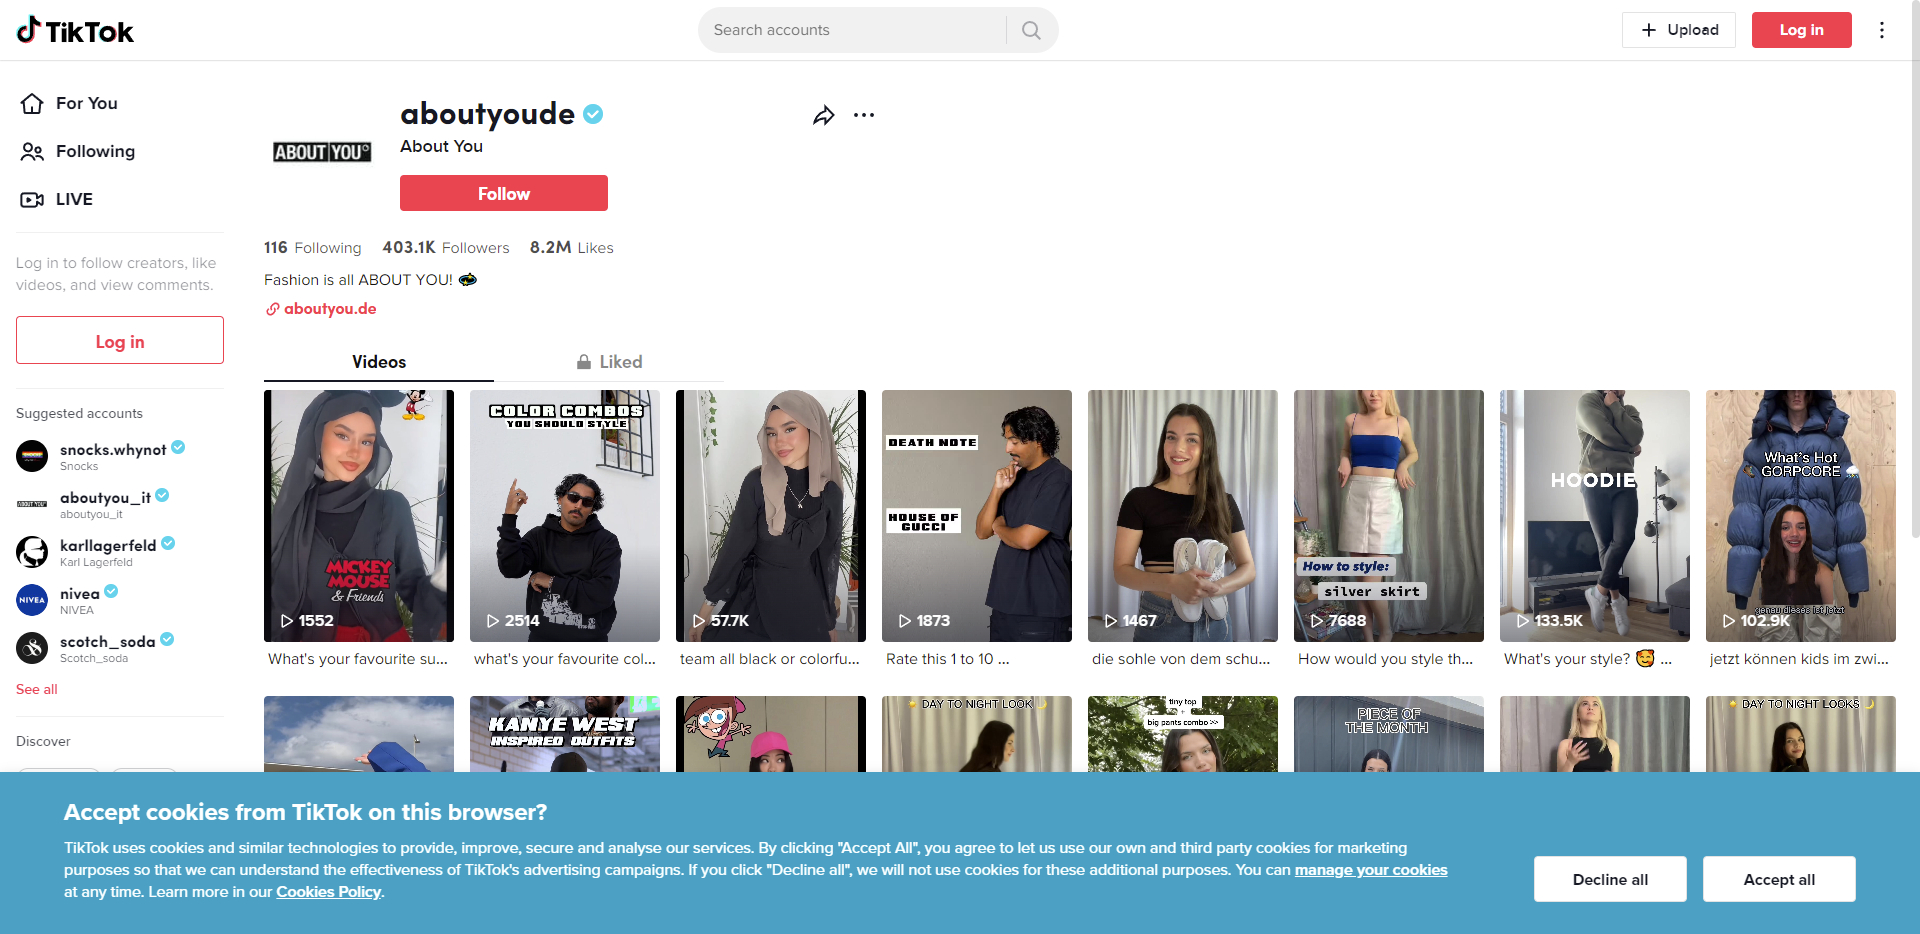 TikTok
Search accounts
Upload
Log in
For You
Following
LIVE
Log in to follow creators, like
videos, and view comments.
Log in
Suggested accounts
snocks.whynot
Snocks
aboutyou_it
aboutyou_it
karllagerfeld
Karl Lagerfeld
NIVEA
nivea
NIVEA
scotch_soda
Scotch_soda
See all
Discover
ABOUT YOU°
aboutyoude
About You
Follow
116 Following 403.1K Followers 8.2M Likes
Fashion is all ABOUT YOU!
aboutyou.de
Videos
Liked
MICKEY
MOUSE
& Friends
1552
What's your favourite su...
COLOR COMBOS
YOU SHOULD STYLE
2514
what's your favourite col...
57.7K
team all black or colorfu...
DEATH NOTE
HOUSE OF
GUCCI
1873
Rate this 1 to 10 ...
1467
die sohle von dem schu...
How to style:
silver skirt
7688
How would you style th...
HOODIE
133.5K
What's your style? 🥰 ...
What's Hot
GORPCORE
genau dieses ist jetzt
102.9K
jetzt können kids im zwi...
KANYE WEST
INSPIRED OUTFITS
DAY TO NIGHT LOOK
tiny top
+
big pants combo >>
PIECE OF
THE MONTH
DAY TO NIGHT LOOKS
Accept cookies from TikTok on this browser?
TikTok uses cookies and similar technologies to provide, improve, secure and analyse our services. By clicking "Accept All", you agree to let us use our own and third party cookies for marketing
purposes so that we can understand the effectiveness of TikTok's advertising campaigns. If you click "Decline all", we will not use cookies for these additional purposes. You can manage your cookies
at any time. Learn more in our Cookies Policy.
Decline all
Accept all